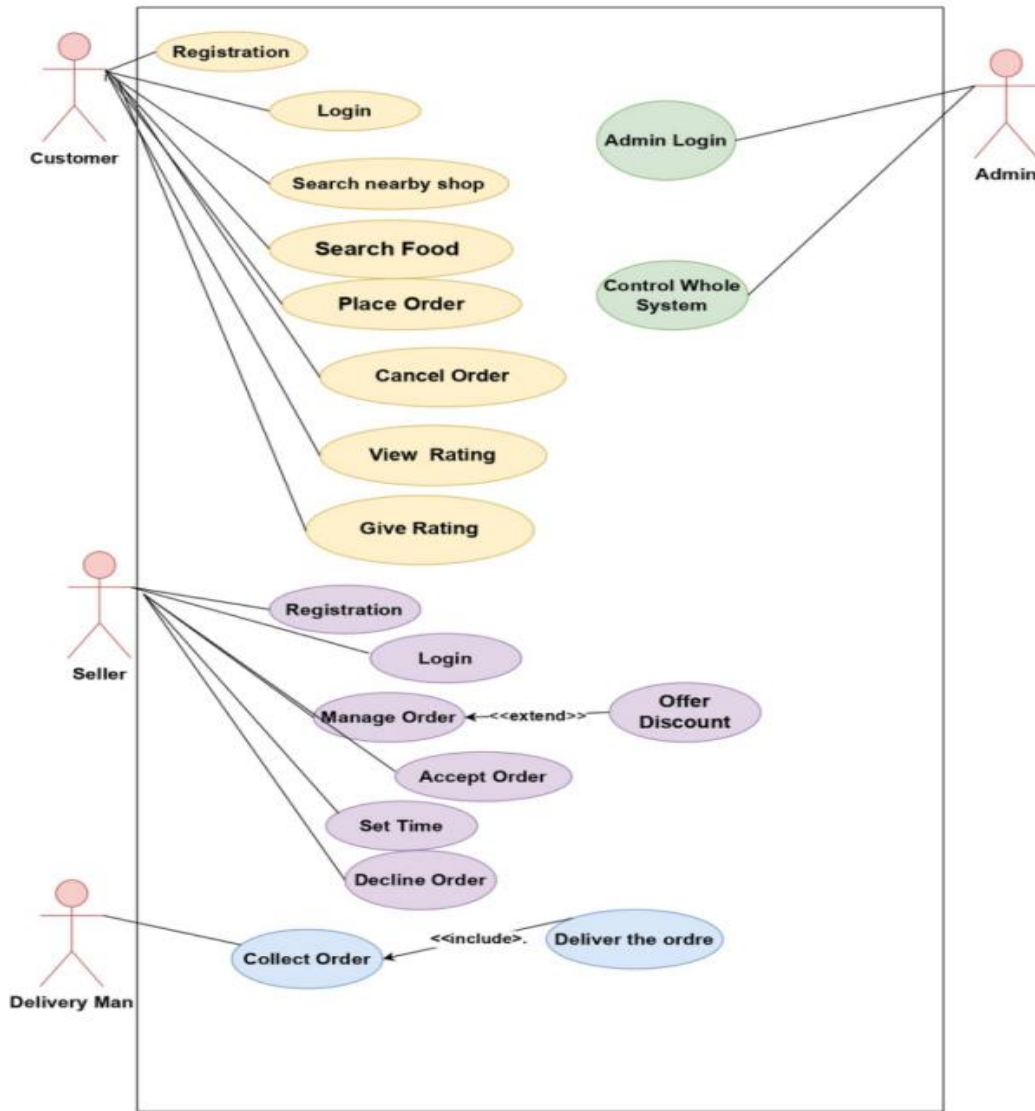 Registration
Login
Customer
Search nearby shop
Search Food
Place Order
Cancel Order
View Rating
Give Rating
Admin Login
Admin
Control Whole
System
Seller
Registration
Login
Manage Order
<<extend>>
Offer
Discount
Accept Order
Set Time
Decline Order
Delivery Man
Collect Order
<<include>.
Deliver the ordre